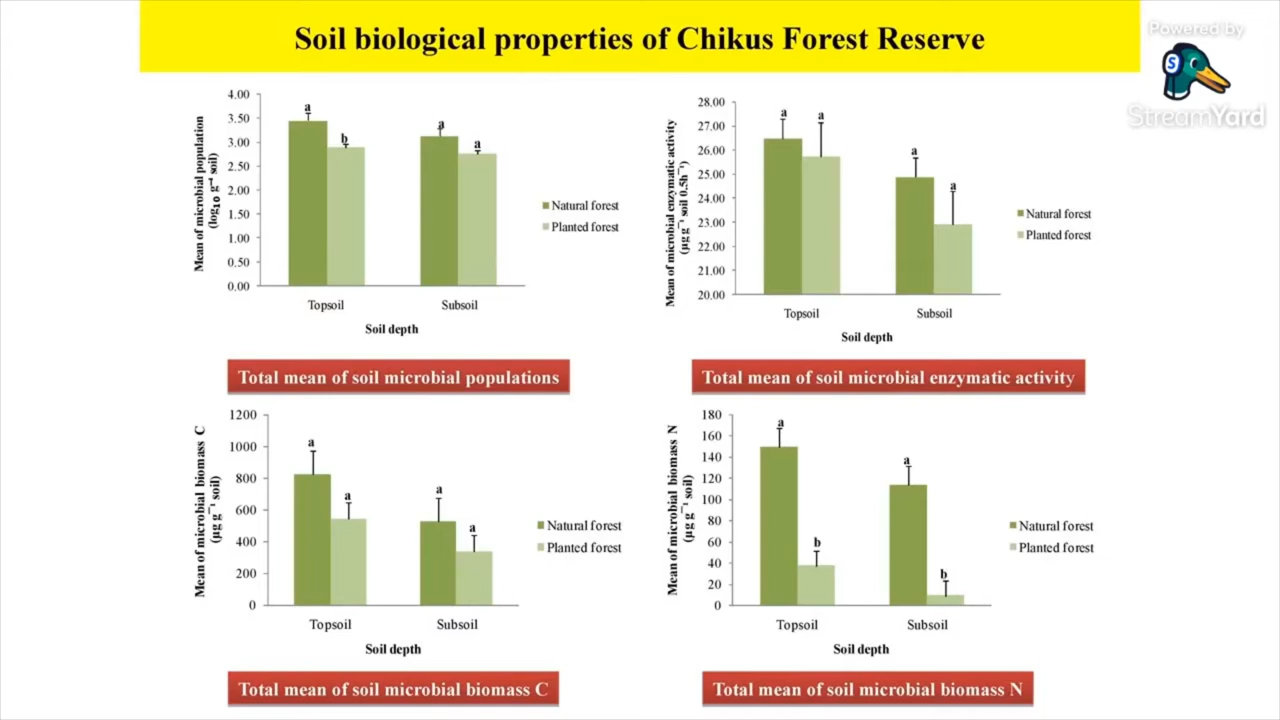 Soil biological properties of Chikus Forest Reserve
Powered by
S
StreamYard
Mean of microbial population
(log₁₀ g⁻¹ soil)
4.00
3.50
3.00
2.50
2.00
1.50
1.00
0.50
0.00
a
b
a
a
Topsoil
Subsoil
Soil depth
Natural forest
Planted forest
Total mean of soil microbial populations
Mean of microbial enzymatic activity
(µg g⁻¹ soil 0.5h⁻¹)
28.00
27.00
26.00
25.00
24.00
23.00
22.00
21.00
20.00
a
a
a
a
Topsoil
Subsoil
Soil depth
Natural forest
Planted forest
Total mean of soil microbial enzymatic activity
Mean of microbial biomass C
(µg g⁻¹ soil)
1200
1000
800
600
400
200
0
a
a
a
a
Topsoil
Subsoil
Soil depth
Natural forest
Planted forest
Total mean of soil microbial biomass C
Mean of microbial biomass N
(µg g⁻¹ soil)
180
160
140
120
100
80
60
40
20
0
a
b
a
b
Topsoil
Subsoil
Soil depth
Natural forest
Planted forest
Total mean of soil microbial biomass N